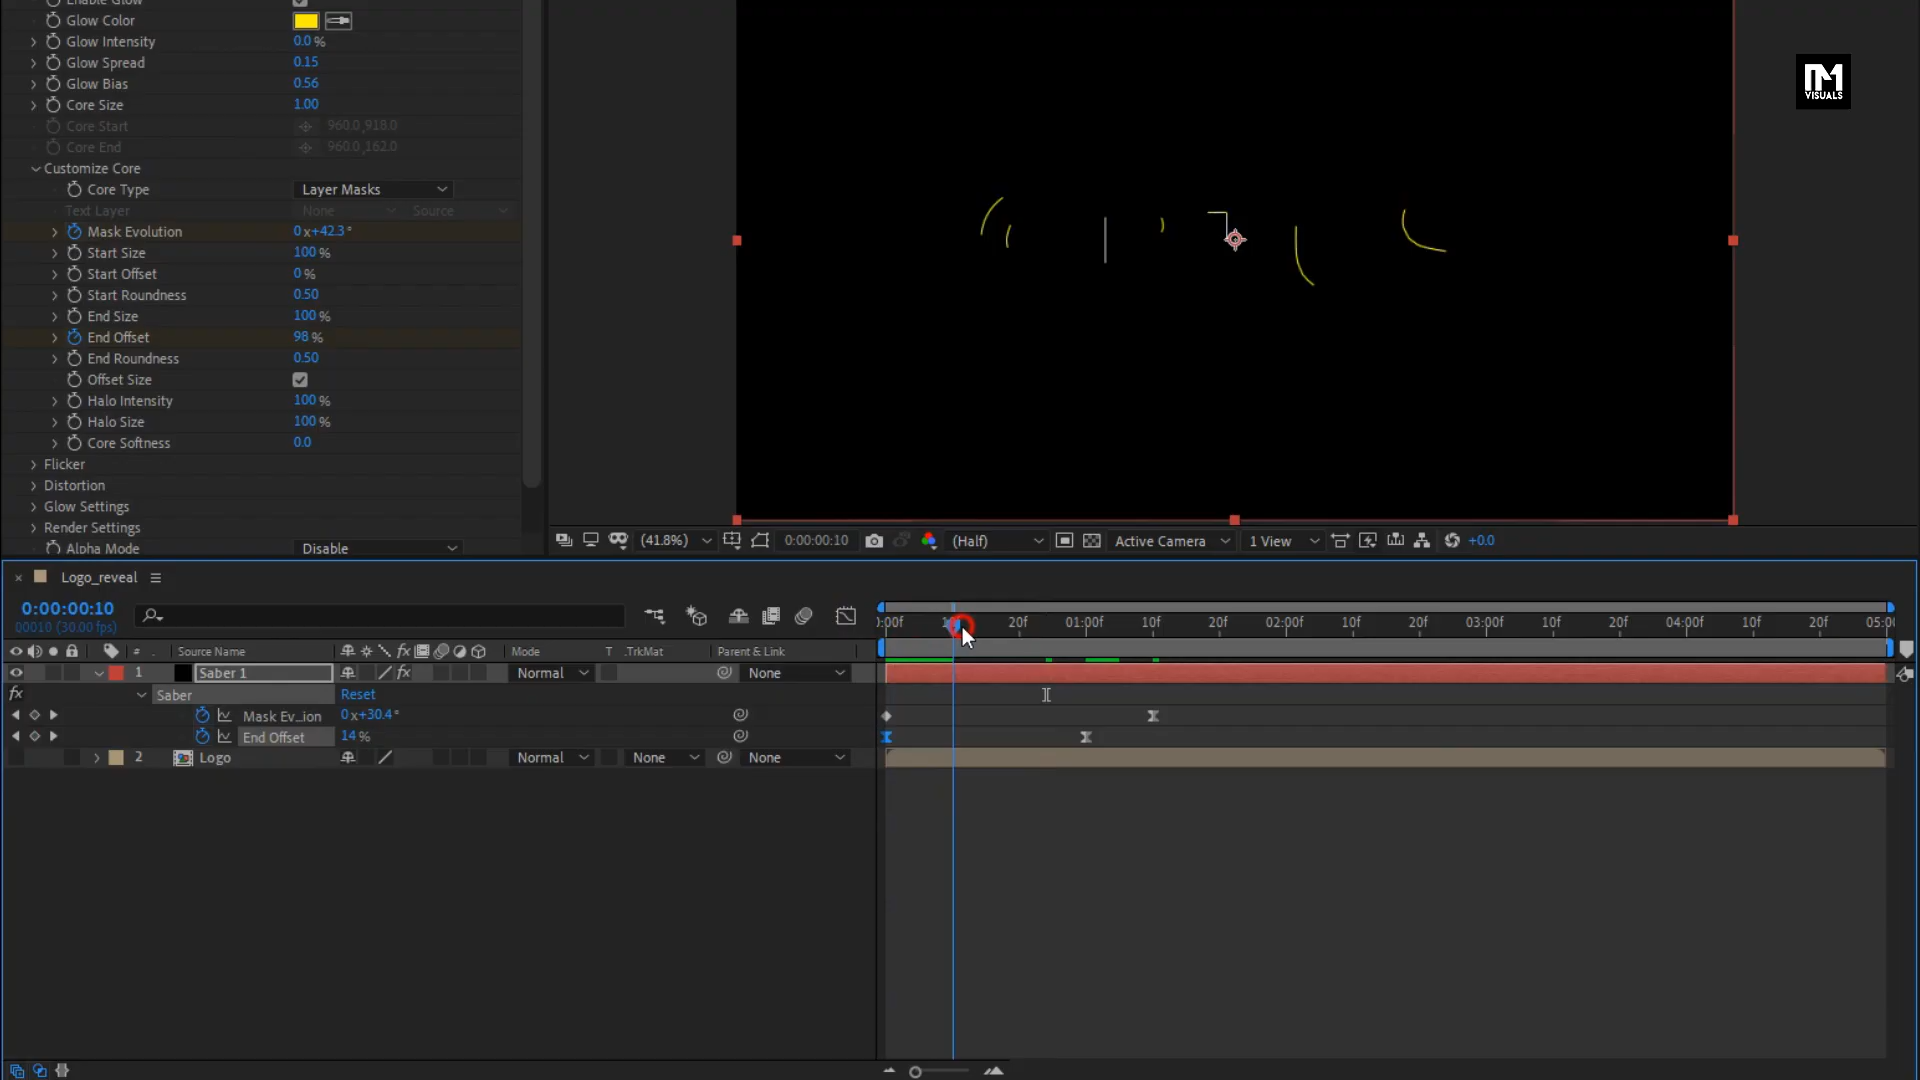 Enable Glow
Glow Color
Glow Intensity 0.0 %
Glow Spread 0.15
Glow Bias 0.56
Core Size 1.00
Core Start 960.0,918.0
Core End 960.0,162.0
Customize Core
Core Type Layer Masks
Text Layer None Source
Mask Evolution 0 x+42.3 °
Start Size 100 %
Start Offset 0 %
Start Roundness 0.50
End Size 100 %
End Offset 98 %
End Roundness 0.50
Offset Size
Halo Intensity 100 %
Halo Size 100 %
Core Softness 0.0
Flicker
Distortion
Glow Settings
Render Settings
Alpha Mode Disable
VISUALS
(41.8%) 0:00:00:10 (Half) Active Camera 1 View +0.0
Logo_reveal
0:00:00:10
00010 (30.00 fps)
:00f 20f 01:00f 10f 20f 02:00f 10f 20f 03:00f 10f 20f 04:00f 10f 20f 05:00
# Source Name fx Mode T .TrkMat Parent & Link
1 Saber 1 fx Normal None
fx Saber Reset
Mask Ev_ion 0 x+30.4 °
End Offset 14 %
2 Logo Normal None None